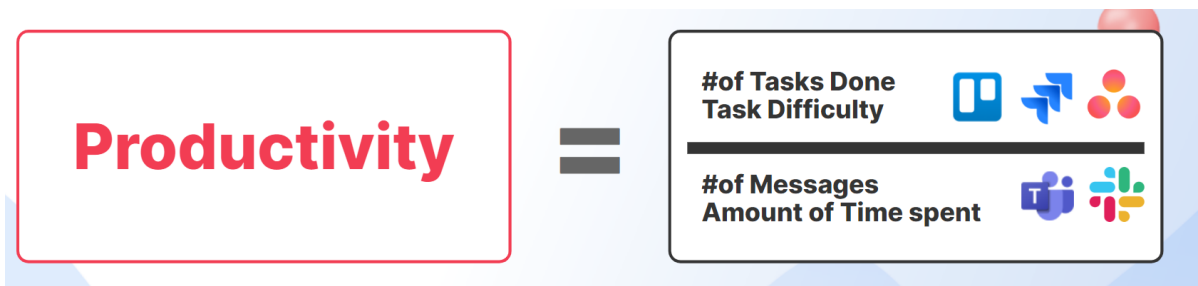 Productivity
=
#of Tasks Done
Task Difficulty
#of Messages
Amount of Time spent
T